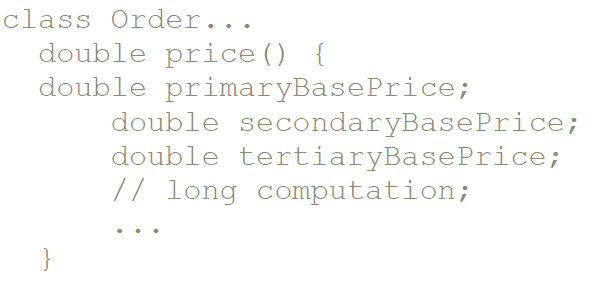 class Order...
double price() {
double primaryBasePrice;
double secondaryBasePrice;
double tertiaryBasePrice;
// long computation;
...
}